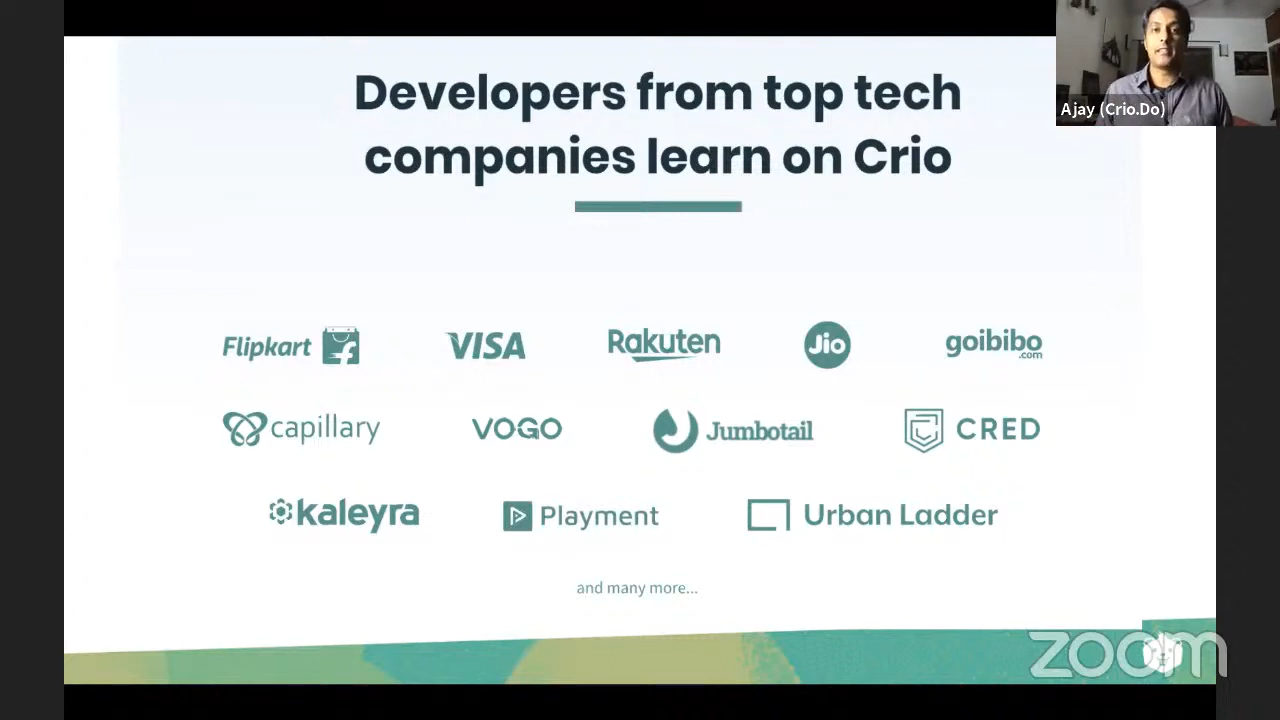 Developers from top tech
companies learn on Crio
Ajay (Crio.Do)
Flipkart
VISA
Rakuten
Jio
goibibo
.com
capillary
VOGO
Jumbotail
CRED
kaleyra
Playment
Urban Ladder
and many more...
zoom